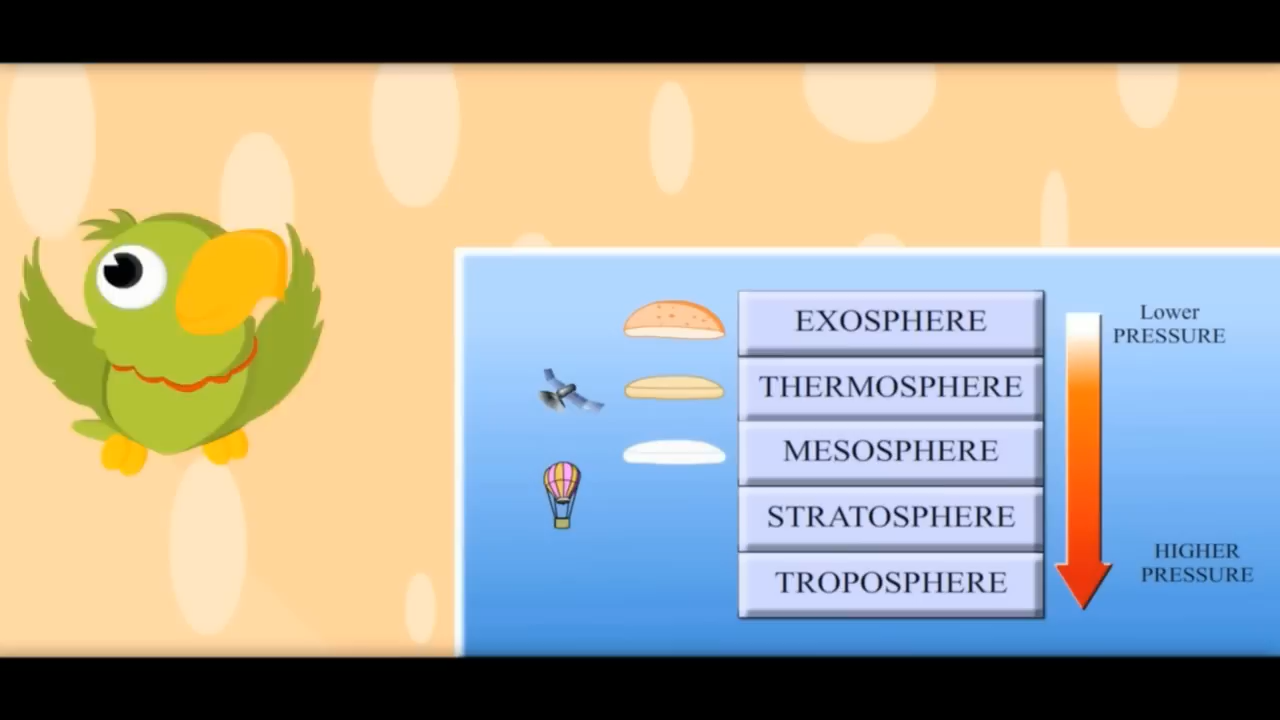 EXOSPHERE
THERMOSPHERE
MESOSPHERE
STRATOSPHERE
TROPOSPHERE
Lower
PRESSURE
HIGHER
PRESSURE